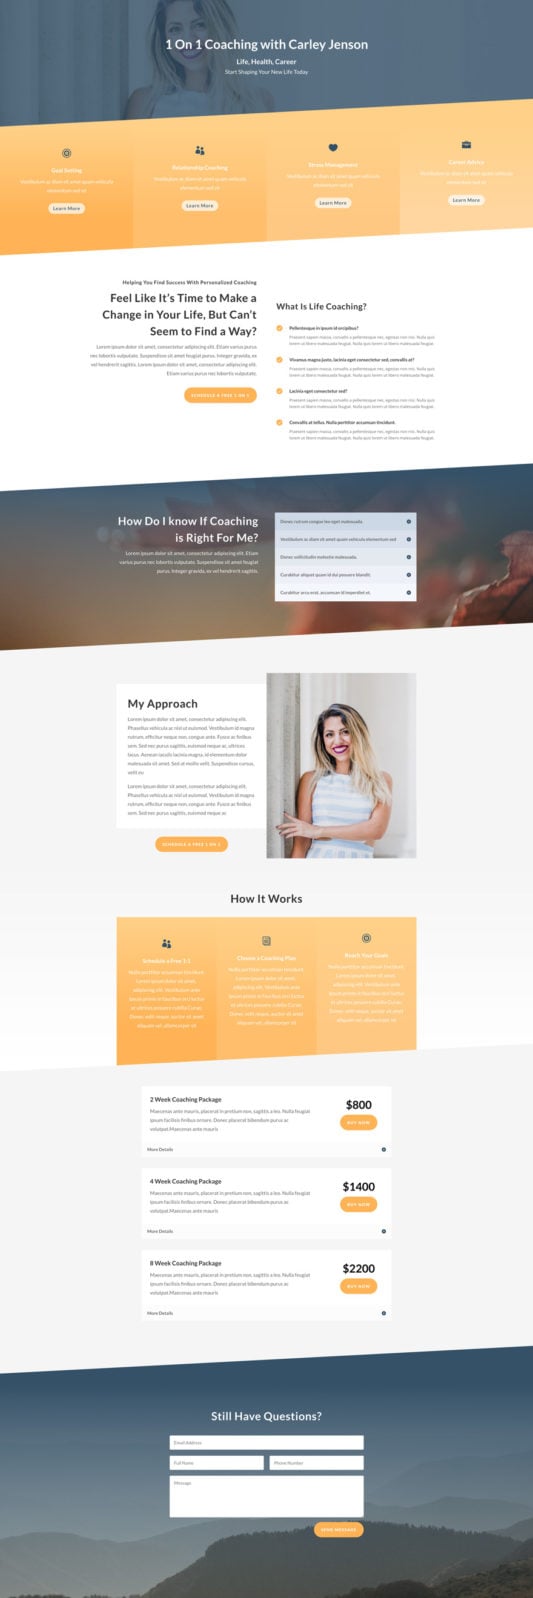 1 On 1 Coaching with Carley Jenson
Life, Health, Career
Start Shaping Your New Life Today
Goal Setting
Vestibulum ac diam sit amet quam vehicula
elementum sed sit
Learn More
Relationship Coaching
Vestibulum ac diam sit amet quam vehicula
elementum sed sit
Learn More
Stress Management
Vestibulum ac diam sit amet quam vehicula
elementum sed sit
Learn More
Career Advice
Vestibulum ac diam sit amet quam vehicula
elementum sed sit
Learn More
Helping You Find Success With Personalized Coaching
Feel Like It's Time to Make a
Change in Your Life, But Can't
Seem to Find a Way?
Lorem ipsum dolor sit amet, consectetur adipiscing elit. Etiam varius purus
nec lobortis vulputate. Suspendisse sit amet feugiat purus. Integer gravida, ex
vel hendrerit sagittis. Lorem ipsum dolor sit amet, consectetur adipiscing elit.
Etiam varius purus nec lobortis vulputate.
SCHEDULE A FREE 1 ON 1
What Is Life Coaching?
Pellentesque in ipsum id orcipibus?
Praesent sapien massa, convallis a pellentesque nec, egestas non nisi. Nulla quis
lorem ut libero malesuada feugiat. Nulla quis lorem ut libero malesuada feugiat.
Vivamus magna justo, lacinia eget consectetur sed, convallis at?
Praesent sapien massa, convallis a pellentesque nec, egestas non nisi. Nulla quis
lorem ut libero malesuada feugiat. Nulla quis lorem ut libero malesuada feugiat.
Lacinia eget consectetur sed?
Praesent sapien massa, convallis a pellentesque nec, egestas non nisi. Nulla quis
lorem ut libero malesuada feugiat. Nulla quis lorem ut libero malesuada feugiat.
Convallis at tellus. Nulla porttitor accumsan tincidunt.
Praesent sapien massa, convallis a pellentesque nec, egestas non nisi. Nulla quis
lorem ut libero malesuada feugiat. Nulla quis lorem ut libero malesuada feugiat.
How Do I know If Coaching
is Right For Me?
Lorem ipsum dolor sit amet, consectetur adipiscing elit. Etiam
varius purus nec lobortis vulputate. Suspendisse sit amet feugiat
purus. Integer gravida, ex vel hendrerit sagittis.
Donec rutrum congue leo eget malesuada.
Vestibulum ac diam sit amet quam vehicula elementum sed
Donec sollicitudin molestie malesuada.
Curabitur aliquet quam id dui posuere blandit.
Curabitur arcu erat, accumsan id imperdiet et.
My Approach
Lorem ipsum dolor sit amet, consectetur adipiscing elit.
Phasellus vehicula ac nisl ut euismod. Vestibulum id magna
rutrum, efficitur neque non, congue ante. Fusce ac finibus
sem. Sed nec purus sagittis, euismod neque ac, ultrices
lacus. Aenean iaculis lacinia magna, id elementum dolor
malesuada sit amet. Sed at mollis velit. Suspendisse cursus,
velit eu
Lorem ipsum dolor sit amet, consectetur adipiscing elit.
Phasellus vehicula ac nisl ut euismod. Vestibulum id magna
rutrum, efficitur neque non, congue ante. Fusce ac finibus
sem. Sed nec purus sagittis, euismod neque ac
SCHEDULE A FREE 1 ON 1
How It Works
Schedule a Free 1:1
Nulla porttitor accumsan tincidunt.
Lorem ipsum dolor sit amet,
adipiscing elit. Vestibulum ante
ipsum primis in faucibus orci luctus
et ultrices posuere cubilia Curae;
Donec velit neque, auctor sit amet
aliquam vel, ullamcorper sit
Choose a Coaching Plan
Nulla porttitor accumsan tincidunt.
Lorem ipsum dolor sit amet,
adipiscing elit. Vestibulum ante
ipsum primis in faucibus orci luctus
et ultrices posuere cubilia Curae;
Donec velit neque, auctor sit amet
aliquam vel, ullamcorper sit
Reach Your Goals
Nulla porttitor accumsan tincidunt.
Lorem ipsum dolor sit amet,
adipiscing elit. Vestibulum ante
ipsum primis in faucibus orci luctus
et ultrices posuere cubilia Curae;
Donec velit neque, auctor sit amet
aliquam vel, ullamcorper sit
2 Week Coaching Package
Maecenas ante mauris, placerat in pretium non, sagittis a leo. Nulla feugiat
ipsum facilisis finibus ornare. Donec placerat bibendum purus ac
volutpat.Maecenas ante mauris
$800
BUY NOW
More Details
4 Week Coaching Package
Maecenas ante mauris, placerat in pretium non, sagittis a leo. Nulla feugiat
ipsum facilisis finibus ornare. Donec placerat bibendum purus ac
volutpat.Maecenas ante mauris
$1400
BUY NOW
More Details
8 Week Coaching Package
Maecenas ante mauris, placerat in pretium non, sagittis a leo. Nulla feugiat
ipsum facilisis finibus ornare. Donec placerat bibendum purus ac
volutpat.Maecenas ante mauris
$2200
BUY NOW
More Details
Still Have Questions?
Email Address
Full Name
Phone Number
Message
SEND MESSAGE